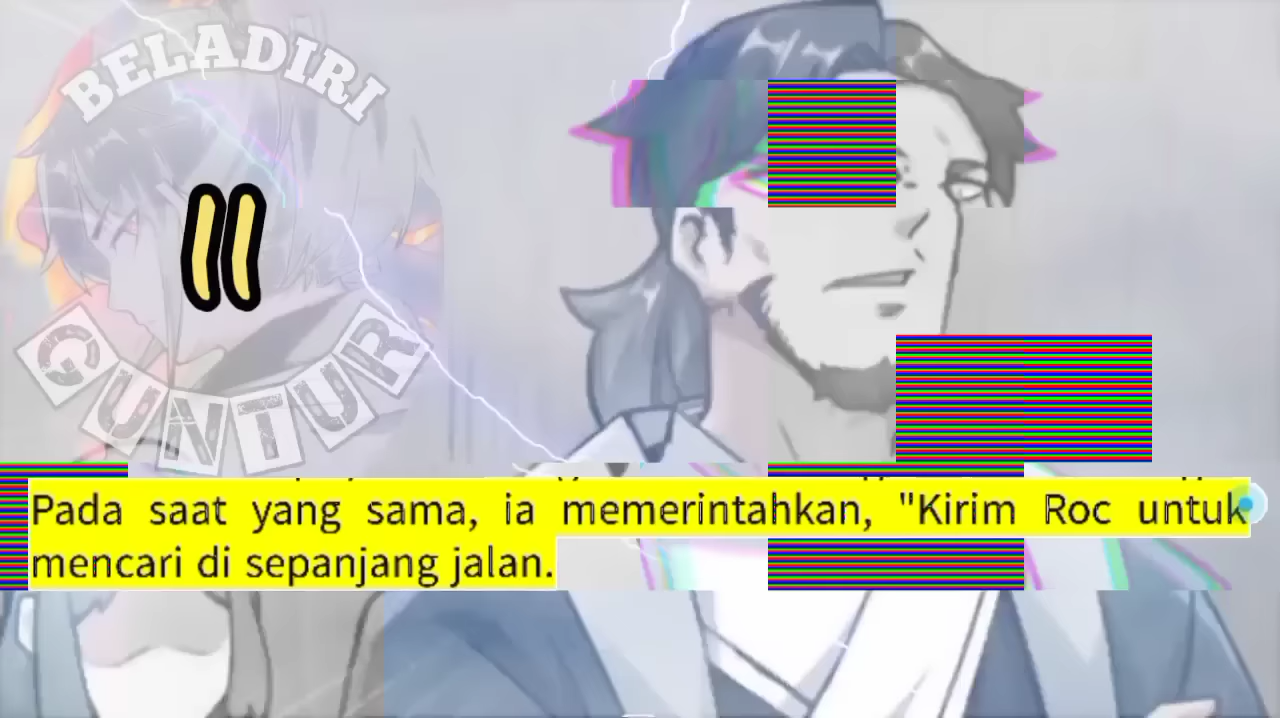 BELADIRI
GUNTUR
Pada saat yang sama, ia memerintahkan, "Kirim Roc untuk
mencari di sepanjang jalan.